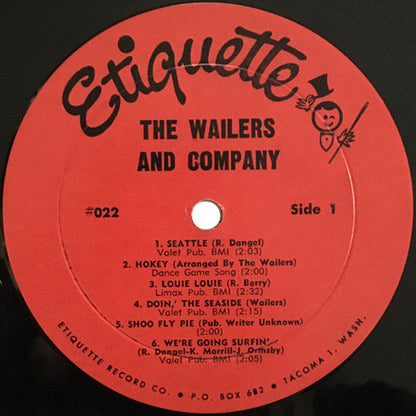 Etiquette
THE WAILERS
AND COMPANY
#022 Side 1
1. SEATTLE (R. Dangel)
Valet Pub. BMI (2:03)
2. HOKEY (Arranged By The Wailers)
Dance Game Song (2:00)
3. LOUIE LOUIE (R. Berry)
Limax Pub. BMI (2:32)
4. DOIN,' THE SEASIDE (Wailers)
Valet Pub. BMI (2:15)
5. SHOO FLY PIE (Pub. Writer Unknown)
(2:00)
6. WE'RE GOING SURFIN'
(R. Dangel-K. Morrill-J. Ormsby)
Valet Pub. BMI (2:05)
ETIQUETTE RECORD CO. • P.O. BOX 682 • TACOMA 1, WASH.